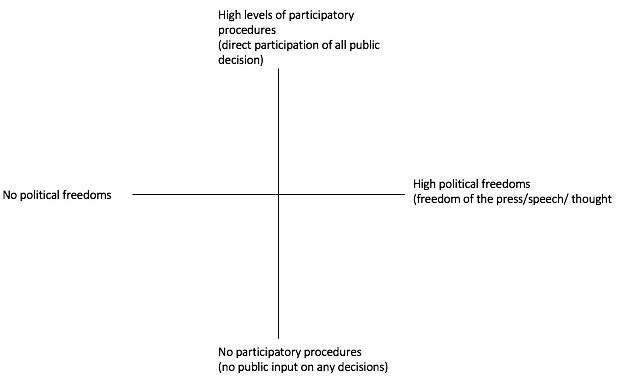 High levels of participatory
procedures
(direct participation of all public
decision)
No political freedoms
High political freedoms
(freedom of the press/speech/ thought
No participatory procedures
(no public input on any decisions)